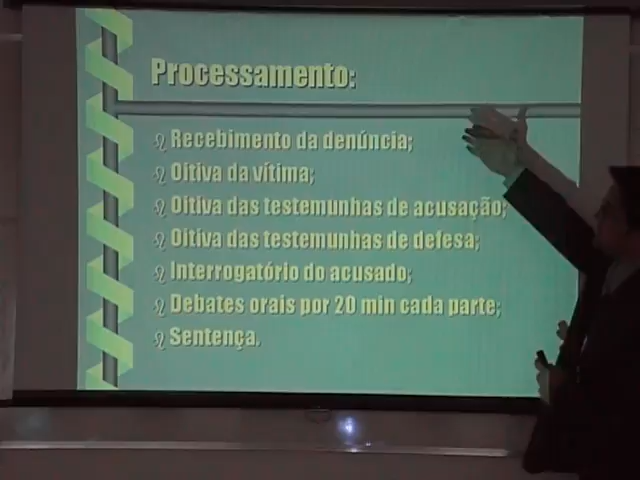 Processamento:
Recebimento da denúncia;
Oitiva da vítima;
Oitiva das testemunhas de acusação;
Oitiva das testemunhas de defesa;
Interrogatório do acusado;
Debates orais por 20 min cada parte;
Sentença.